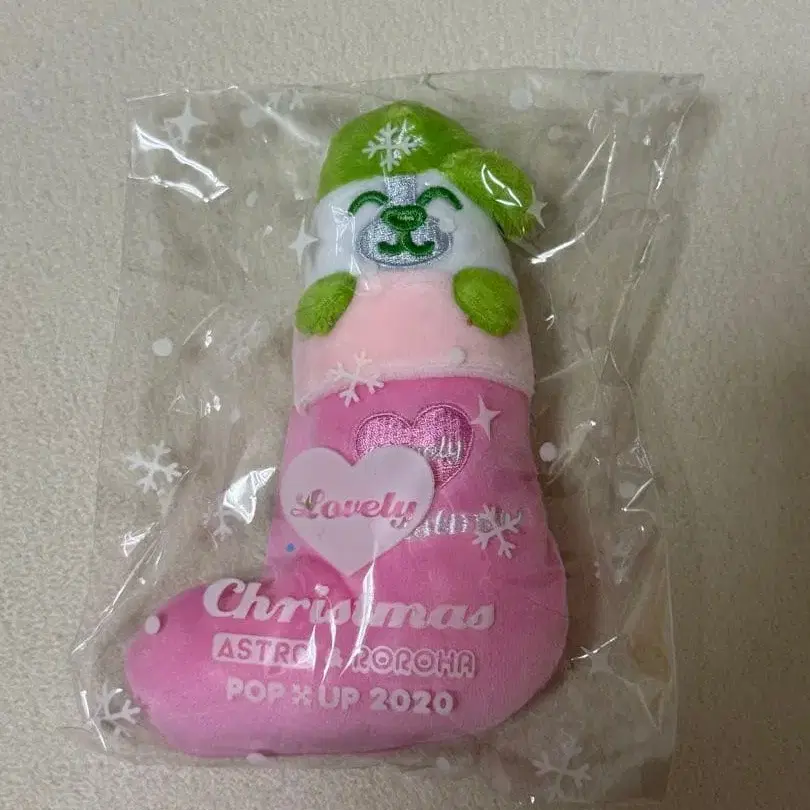 Lovely
Christmas
ASTRO & ROROHA
POP UP 2020